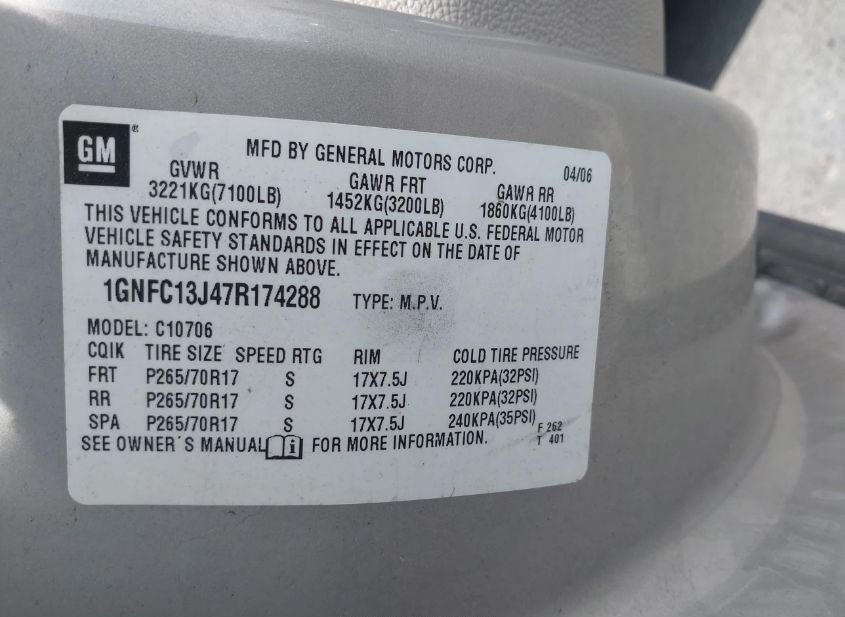 GM ®
MFD BY GENERAL MOTORS CORP. 04/06
GVWR GAWR FRT GAWR RR
3221KG(7100LB) 1452KG(3200LB) 1860KG(4100LB)
THIS VEHICLE CONFORMS TO ALL APPLICABLE U.S. FEDERAL MOTOR
VEHICLE SAFETY STANDARDS IN EFFECT ON THE DATE OF
MANUFACTURE SHOWN ABOVE.
1GNFC13J47R174288 TYPE: M.P.V.
MODEL: C10706
CQIK TIRE SIZE SPEED RTG RIM COLD TIRE PRESSURE
FRT P265/70R17 S 17X7.5J 220KPA(32PSI)
RR P265/70R17 S 17X7.5J 220KPA(32PSI)
SPA P265/70R17 S 17X7.5J 240KPA(35PSI)
F 262
SEE OWNER'S MANUAL i FOR MORE INFORMATION.
T 401